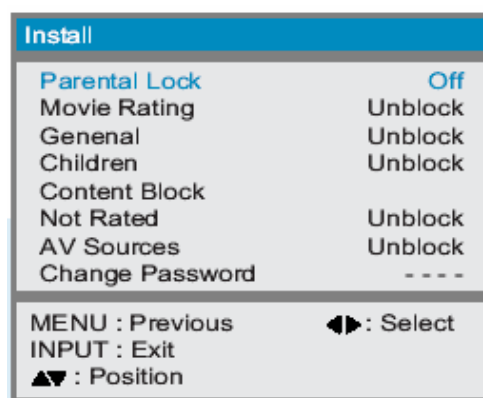 Install
Parental Lock Off
Movie Rating Unblock
Genenal Unblock
Children Unblock
Content Block
Not Rated Unblock
AV Sources Unblock
Change Password - - - -
MENU : Previous ◀▶: Select
INPUT : Exit
▲▼ : Position